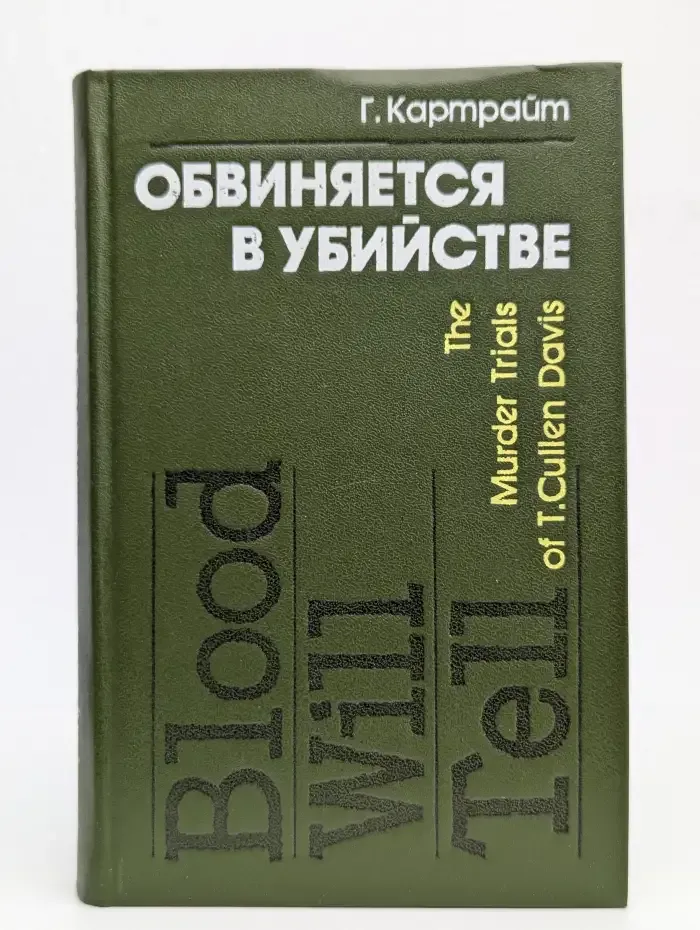 Г. Картрайт
ОБВИНЯЕТСЯ
В УБИЙСТВЕ
The
Murder Trials
of T. Cullen Davis
Blood
Will
Tell